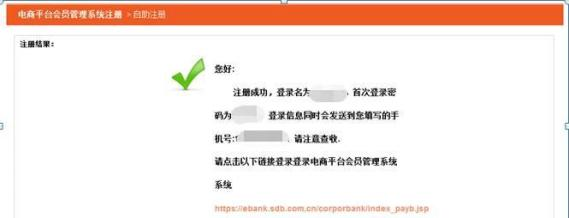 电商平台会员管理系统注册 > 自助注册
注册结果:
您好:
注册成功，登录名为 ，首次登录密
码为 登录信息同时会发送到您填写的手
机号: 请注意查收.
请点击以下链接登录登录电商平台会员管理系统
系统
https://ebank.sdb.com.cn/corporbank/index_payb.jsp